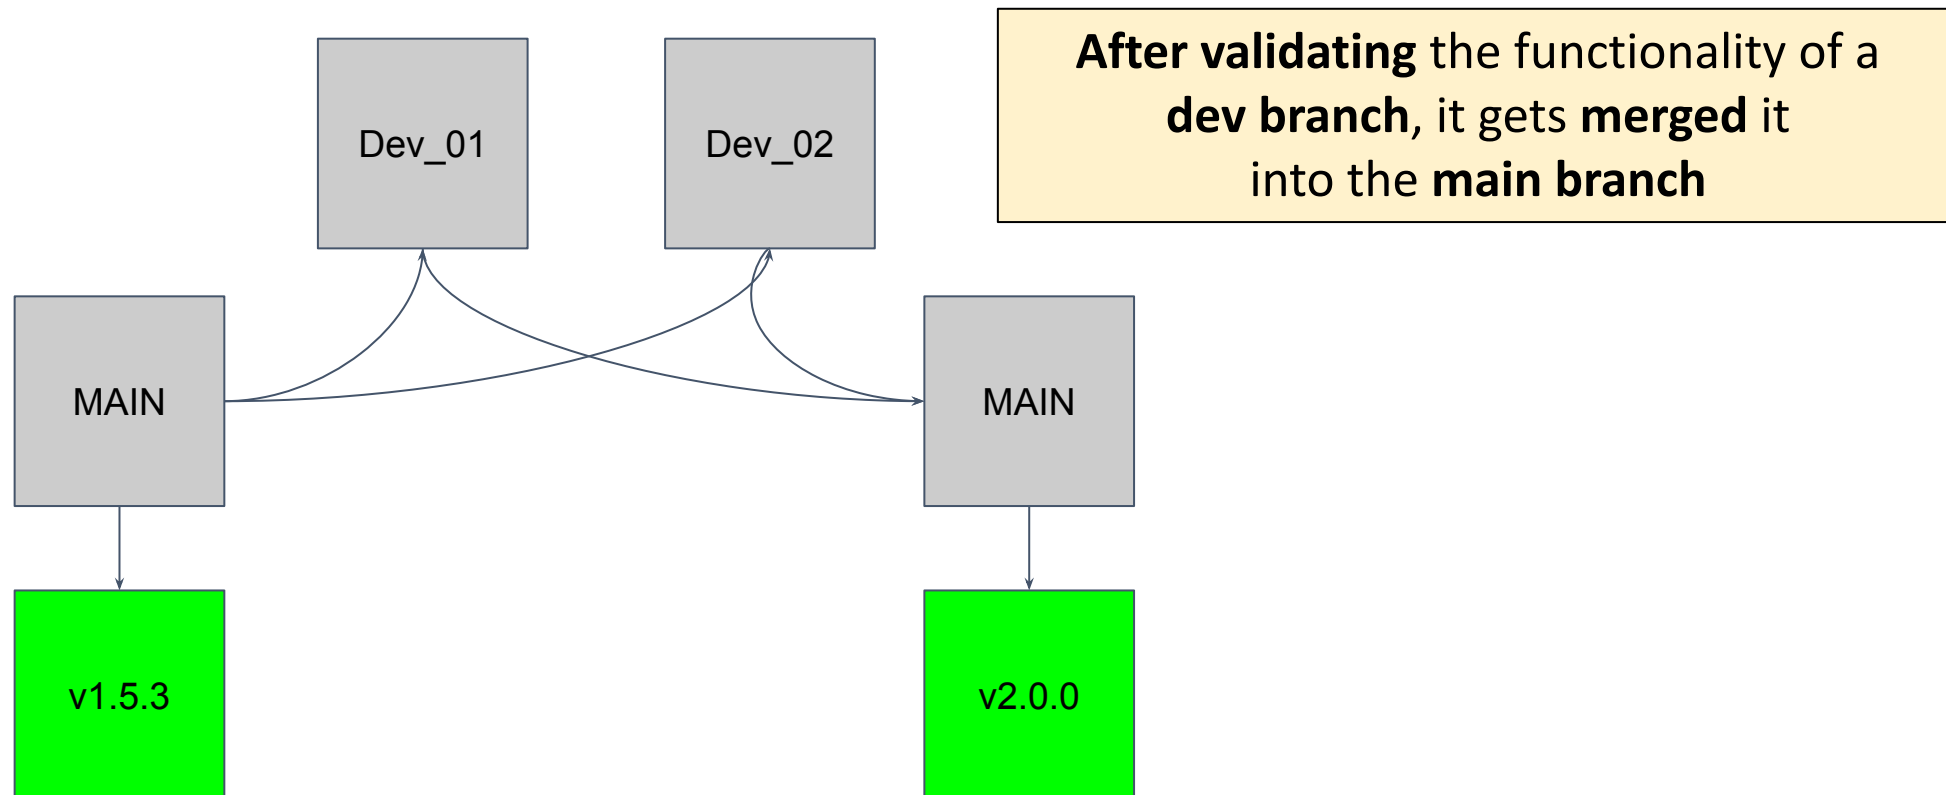 After validating the functionality of a
dev branch, it gets merged it
into the main branch
Dev_01
Dev_02
MAIN
MAIN
v1.5.3
v2.0.0